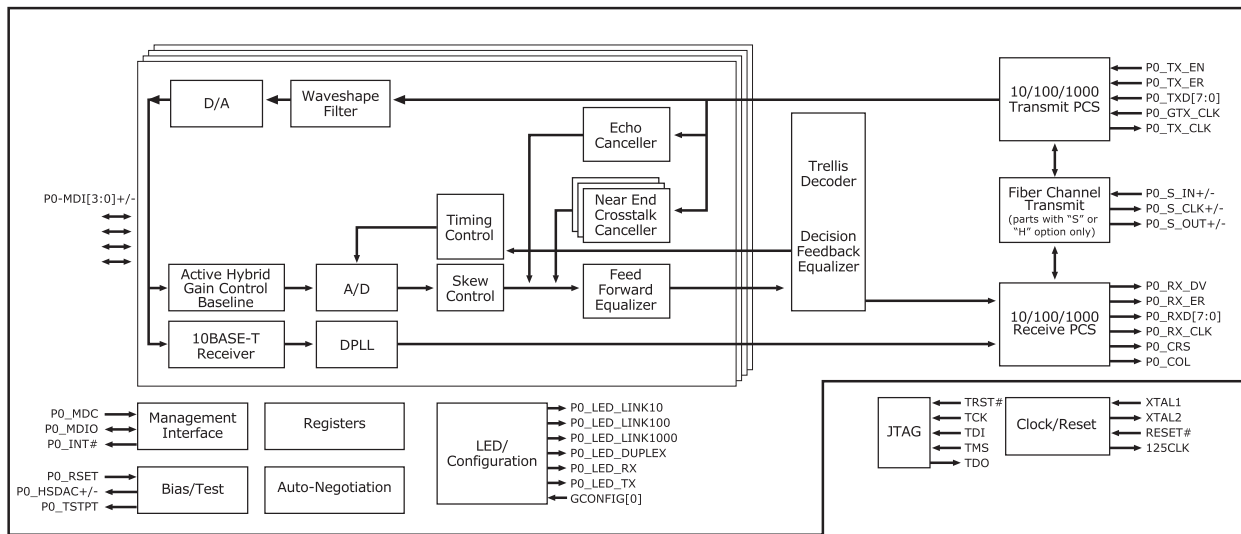 D/A
Waveshape
Filter
Echo
Canceller
Near End
Crosstalk
Canceller
Timing
Control
Active Hybrid
Gain Control
Baseline
A/D
Skew
Control
Feed
Forward
Equalizer
10BASE-T
Receiver
DPLL
Trellis
Decoder
Decision
Feedback
Equalizer
P0-MDI[3:0]+/-
10/100/1000
Transmit PCS
P0_TX_EN
P0_TX_ER
P0_TXD[7:0]
P0_GTX_CLK
P0_TX_CLK
Fiber Channel
Transmit
(parts with "S" or
"H" option only)
P0_S_IN+/-
P0_S_CLK+/-
P0_S_OUT+/-
10/100/1000
Receive PCS
P0_RX_DV
P0_RX_ER
P0_RXD[7:0]
P0_RX_CLK
P0_CRS
P0_COL
P0_MDC
P0_MDIO
P0_INT#
Management
Interface
Registers
P0_RSET
P0_HSDAC+/-
P0_TSTPT
Bias/Test
Auto-Negotiation
LED/
Configuration
P0_LED_LINK10
P0_LED_LINK100
P0_LED_LINK1000
P0_LED_DUPLEX
P0_LED_RX
P0_LED_TX
GCONFIG[0]
JTAG
TRST#
TCK
TDI
TMS
TDO
Clock/Reset
XTAL1
XTAL2
RESET#
125CLK